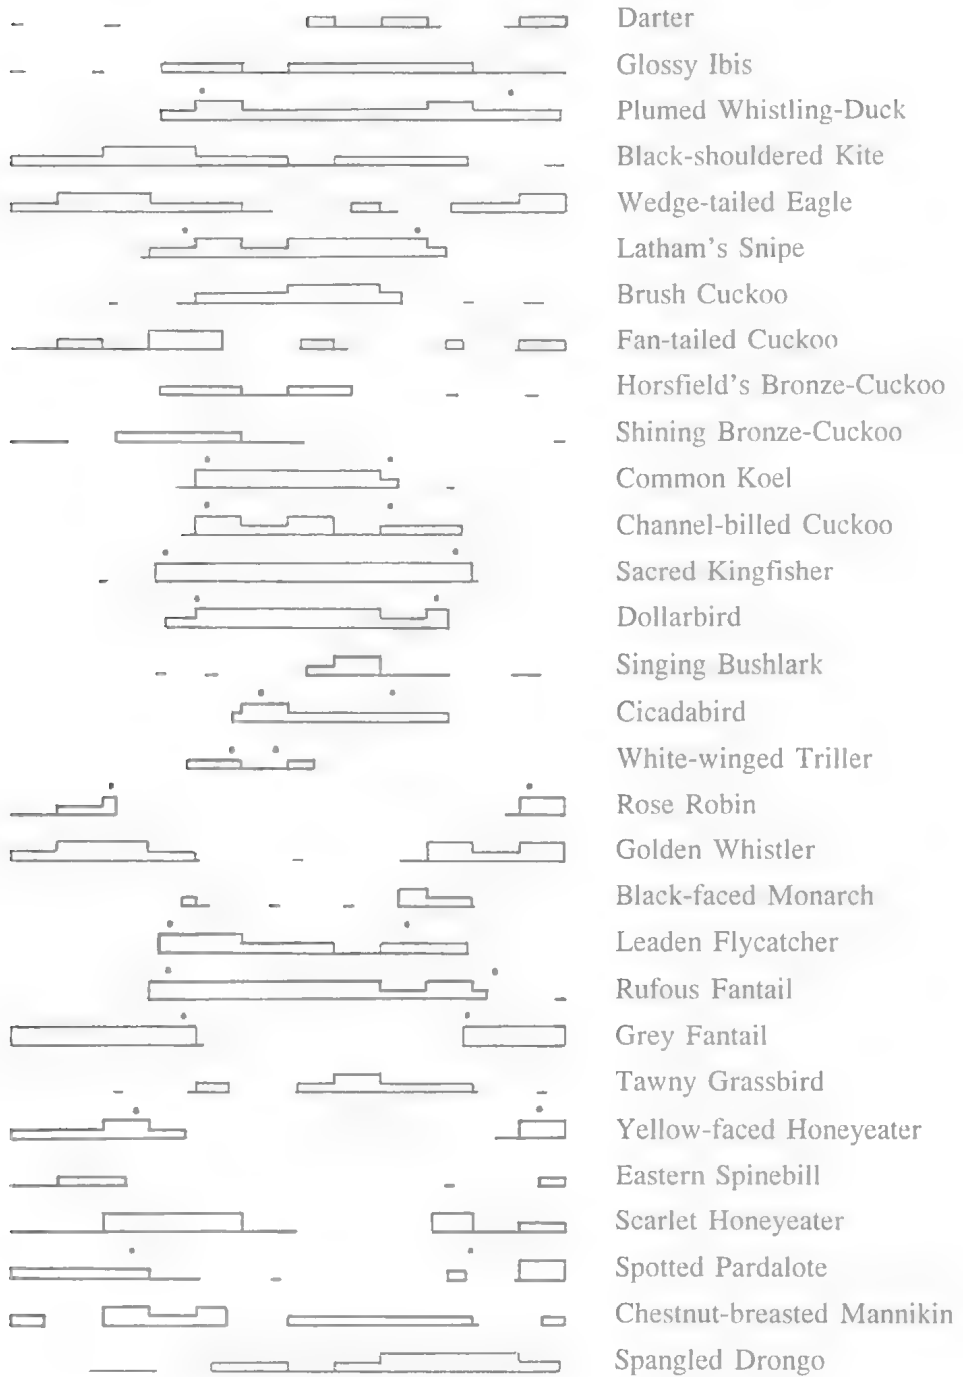 Darter
Glossy Ibis
Plumed Whistling-Duck
Black-shouldered Kite
Wedge-tailed Eagle
Latham's Snipe
Brush Cuckoo
Fan-tailed Cuckoo
Horsfield's Bronze-Cuckoo
Shining Bronze-Cuckoo
Common Koel
Channel-billed Cuckoo
Sacred Kingfisher
Dollarbird
Singing Bushlark
Cicadabird
White-winged Triller
Rose Robin
Golden Whistler
Black-faced Monarch
Leaden Flycatcher
Rufous Fantail
Grey Fantail
Tawny Grassbird
Yellow-faced Honeyeater
Eastern Spinebill
Scarlet Honeyeater
Spotted Pardalote
Chestnut-breasted Mannikin
Spangled Drongo